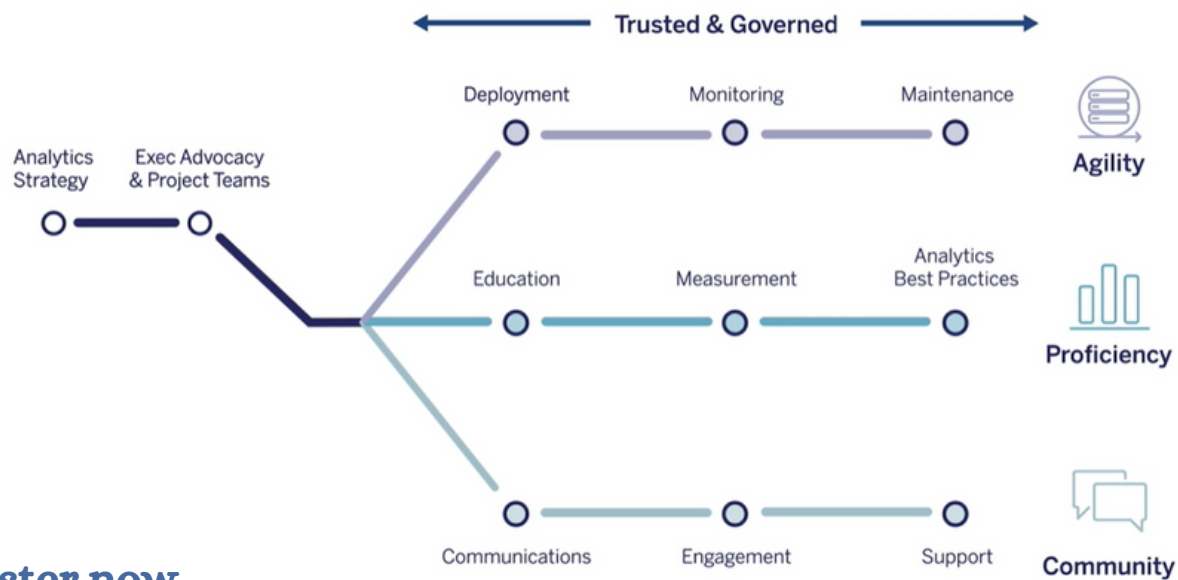 Trusted & Governed
Deployment
Monitoring
Maintenance
Agility
Analytics
Strategy
Exec Advocacy
& Project Teams
Education
Measurement
Analytics
Best Practices
Proficiency
Communications
Engagement
Support
Community
now